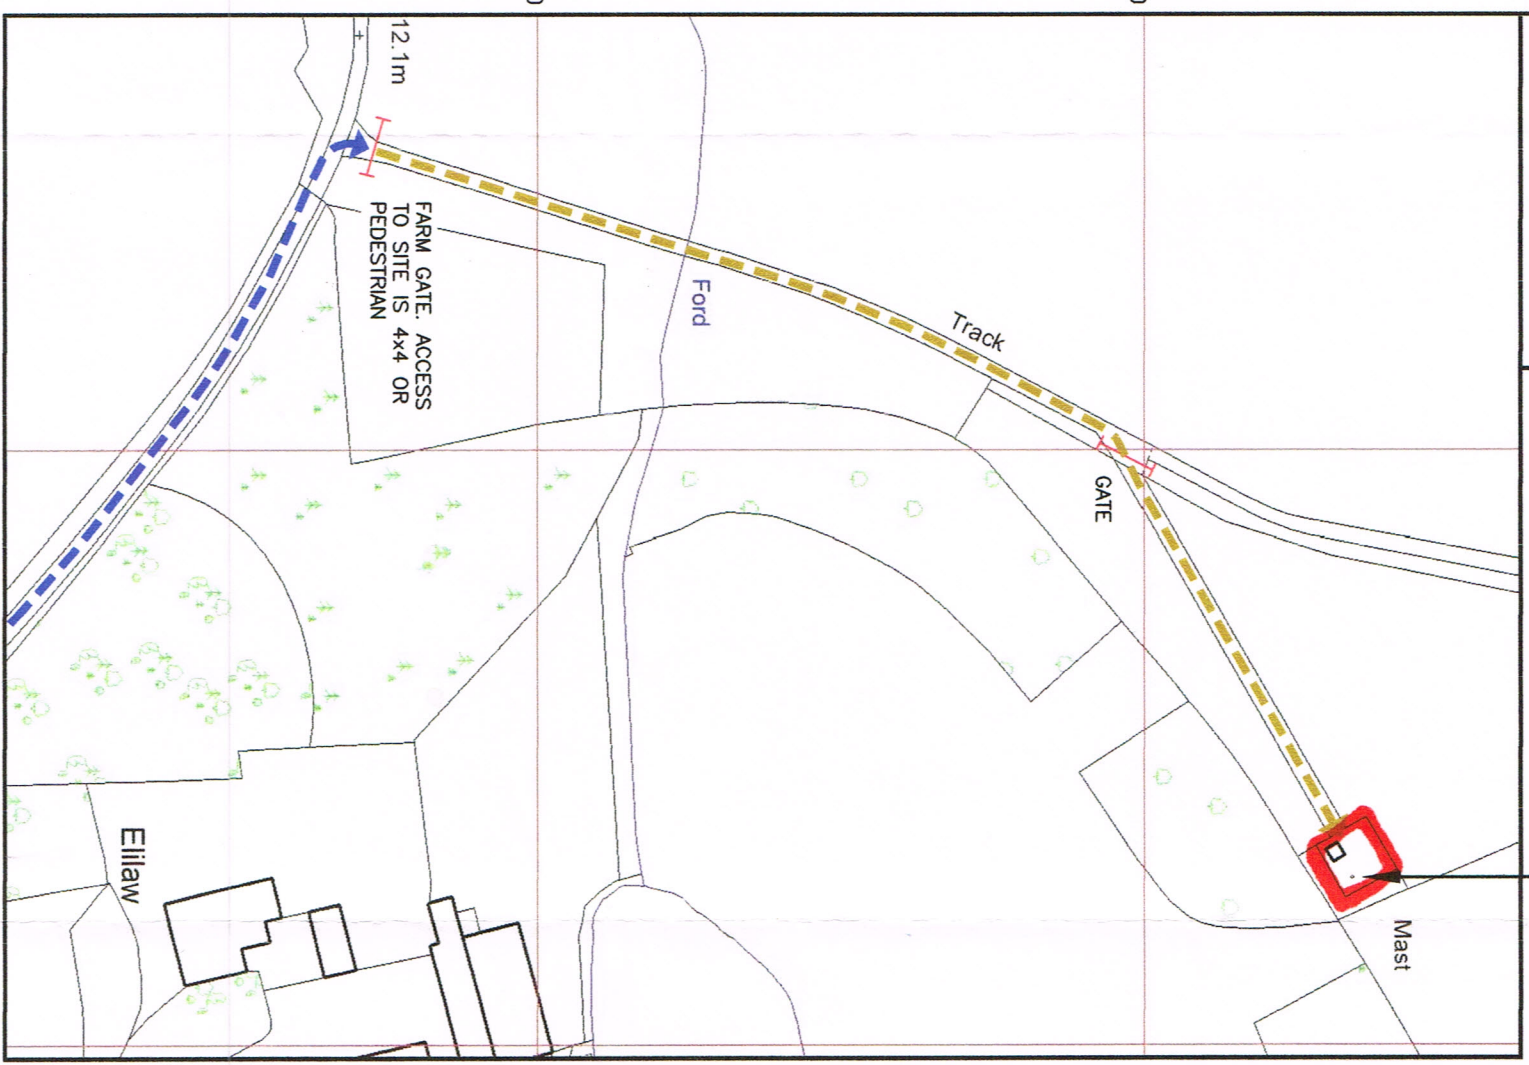 12.1m
FARM GATE. ACCESS
TO SITE IS 4x4 OR
PEDESTRIAN
Ford
Track
GATE
Mast
Elilaw